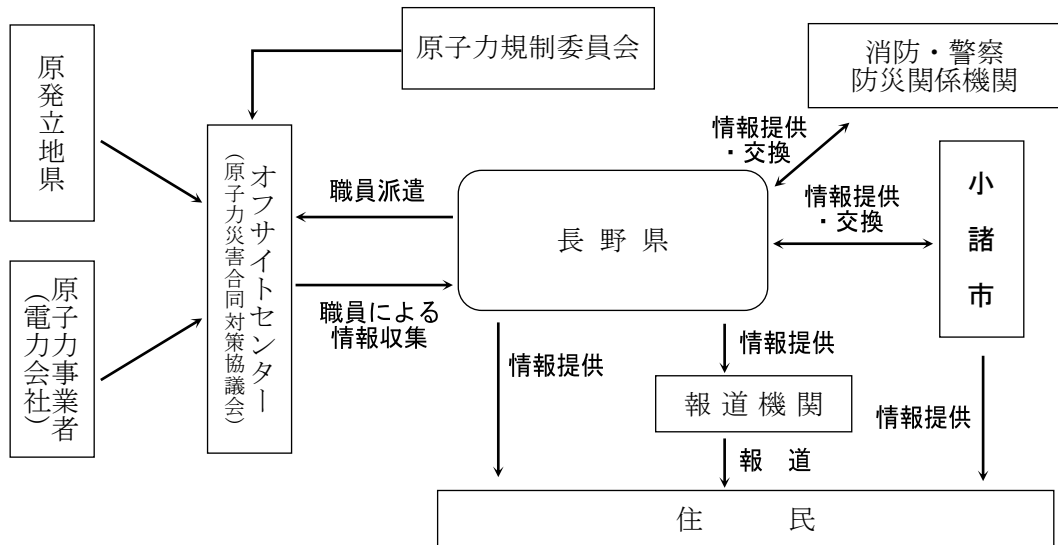 原子力規制委員会
消防・警察
防災関係機関
原発立地県
オフサイトセンター
(原子力災害合同対策協議会)
原子力事業者
(電力会社)
職員派遣
職員による
情報収集
長野県
情報提供
・交換
情報提供
・交換
小諸市
情報提供
情報提供
報道機関
報 道
情報提供
住 民